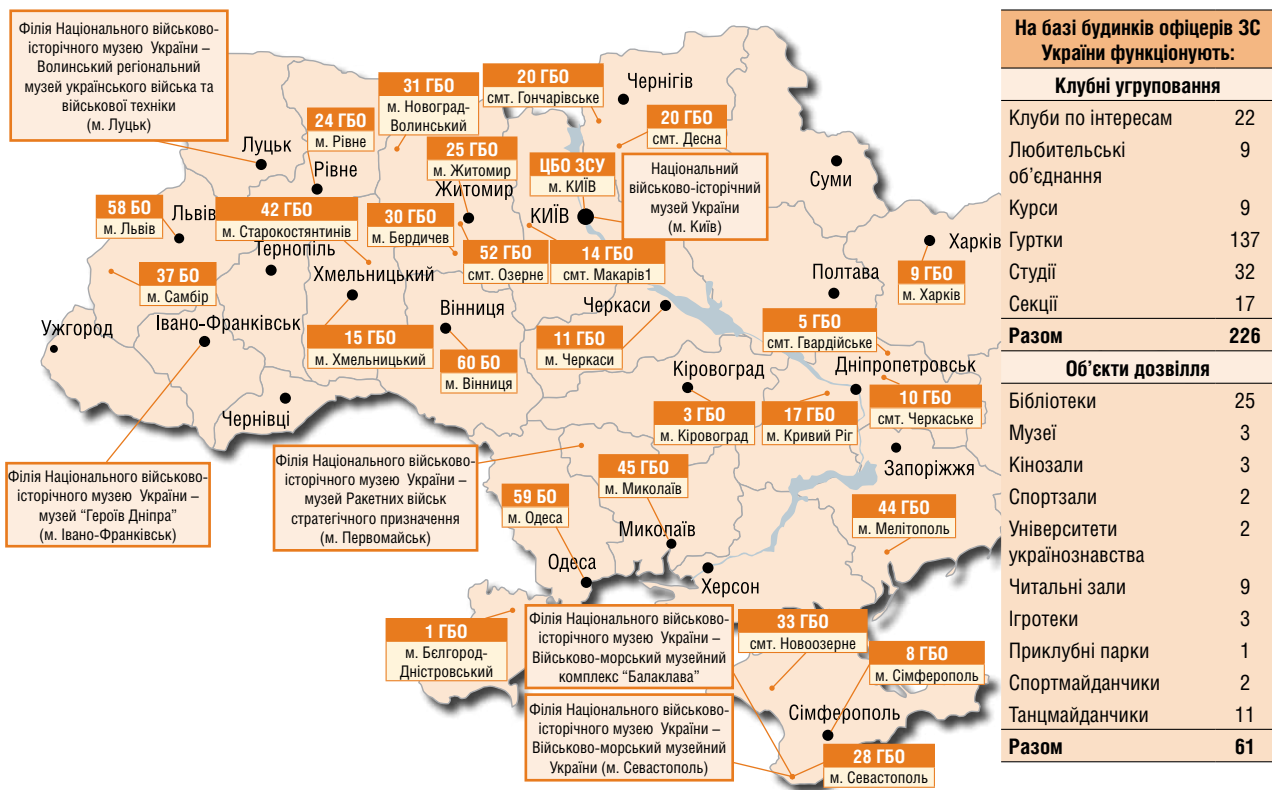 Філія Національного військово-
історичного музею України –
Волинський регіональний
музей українського війська та
військової техніки
(м. Луцьк)
31 ГБО
м. Новоград-
Волинський
20 ГБО
смт. Гончарівське
Чернігів
20 ГБО
смт. Десна
24 ГБО
м. Рівне
Луцьк
Рівне
25 ГБО
м. Житомир
Житомир
ЦБО ЗСУ
м. КИЇВ
КИЇВ
Національний
військово-історичний
музей України
(м. Київ)
Суми
58 БО
м. Львів
Львів
42 ГБО
м. Старокостянтинів
30 ГБО
м. Бердичев
52 ГБО
смт. Озерне
14 ГБО
смт. Макарів1
Харків
9 ГБО
м. Харків
Тернопіль
37 БО
м. Самбір
Хмельницький
Полтава
Черкаси
Ужгород
Івано-Франківськ
15 ГБО
м. Хмельницький
Вінниця
60 БО
м. Вінниця
11 ГБО
м. Черкаси
5 ГБО
смт. Гвардійське
Дніпропетровськ
Кіровоград
3 ГБО
м. Кіровоград
17 ГБО
м. Кривий Ріг
10 ГБО
смт. Черкаське
Чернівці
Запоріжжя
Філія Національного військово-
історичного музею України –
музей “Героїв Дніпра”
(м. Івано-Франківськ)
Філія Національного військово-
історичного музею України –
музей Ракетних військ
стратегічного призначення
(м. Первомайськ)
45 ГБО
м. Миколаїв
Миколаїв
59 БО
м. Одеса
Одеса
44 ГБО
м. Мелітополь
Херсон
1 ГБО
м. Бєлгород-
Дністровський
Філія Національного військово-
історичного музею України –
Військово-морський музейний
комплекс “Балаклава”
33 ГБО
смт. Новоозерне
8 ГБО
м. Сімферополь
Сімферополь
Філія Національного військово-
історичного музею України –
Військово-морський музейний
України (м. Севастополь)
28 ГБО
м. Севастополь
На базі будинків офіцерів ЗС
України функціонують:
Клубні угруповання
Клуби по інтересам 22
Любительські 9
об’єднання
Курси 9
Гуртки 137
Студії 32
Секції 17
Разом 226
Об’єкти дозвілля
Бібліотеки 25
Музеї 3
Кінозали 3
Спортзали 2
Університети 2
українознавства
Читальні зали 9
Ігротеки 3
Приклубні парки 1
Спортмайданчики 2
Танцмайданчики 11
Разом 61